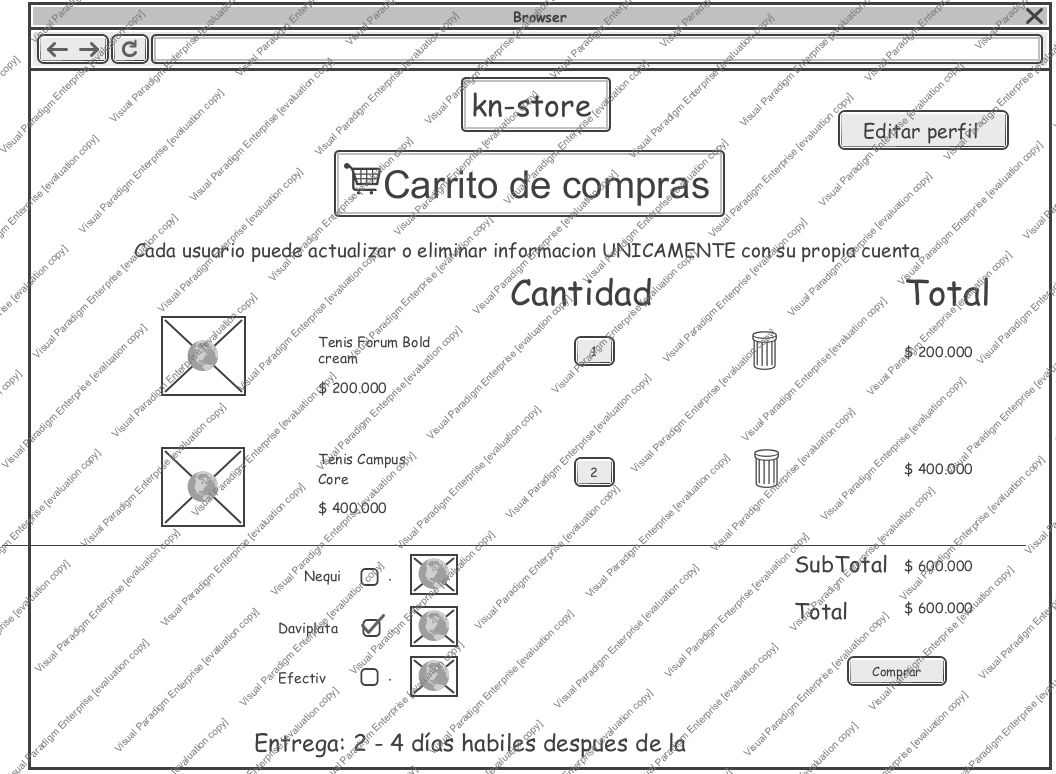 Browser
kn-store
Editar perfil
Carrito de compras
Cada usuario puede actualizar o eliminar informacion UNICAMENTE con su propia cuenta
Cantidad
Total
Tenis Forum Bold
cream
$ 200.000
1
$ 200.000
Tenis Campus
Core
$ 400.000
2
$ 400.000
Nequi
.
SubTotal $ 600.000
Daviplata
Total $ 600.000
Efectiv
.
Comprar
Entrega: 2 - 4 días habiles despues de la
Visual Paradigm Enterprise [evaluation copy]